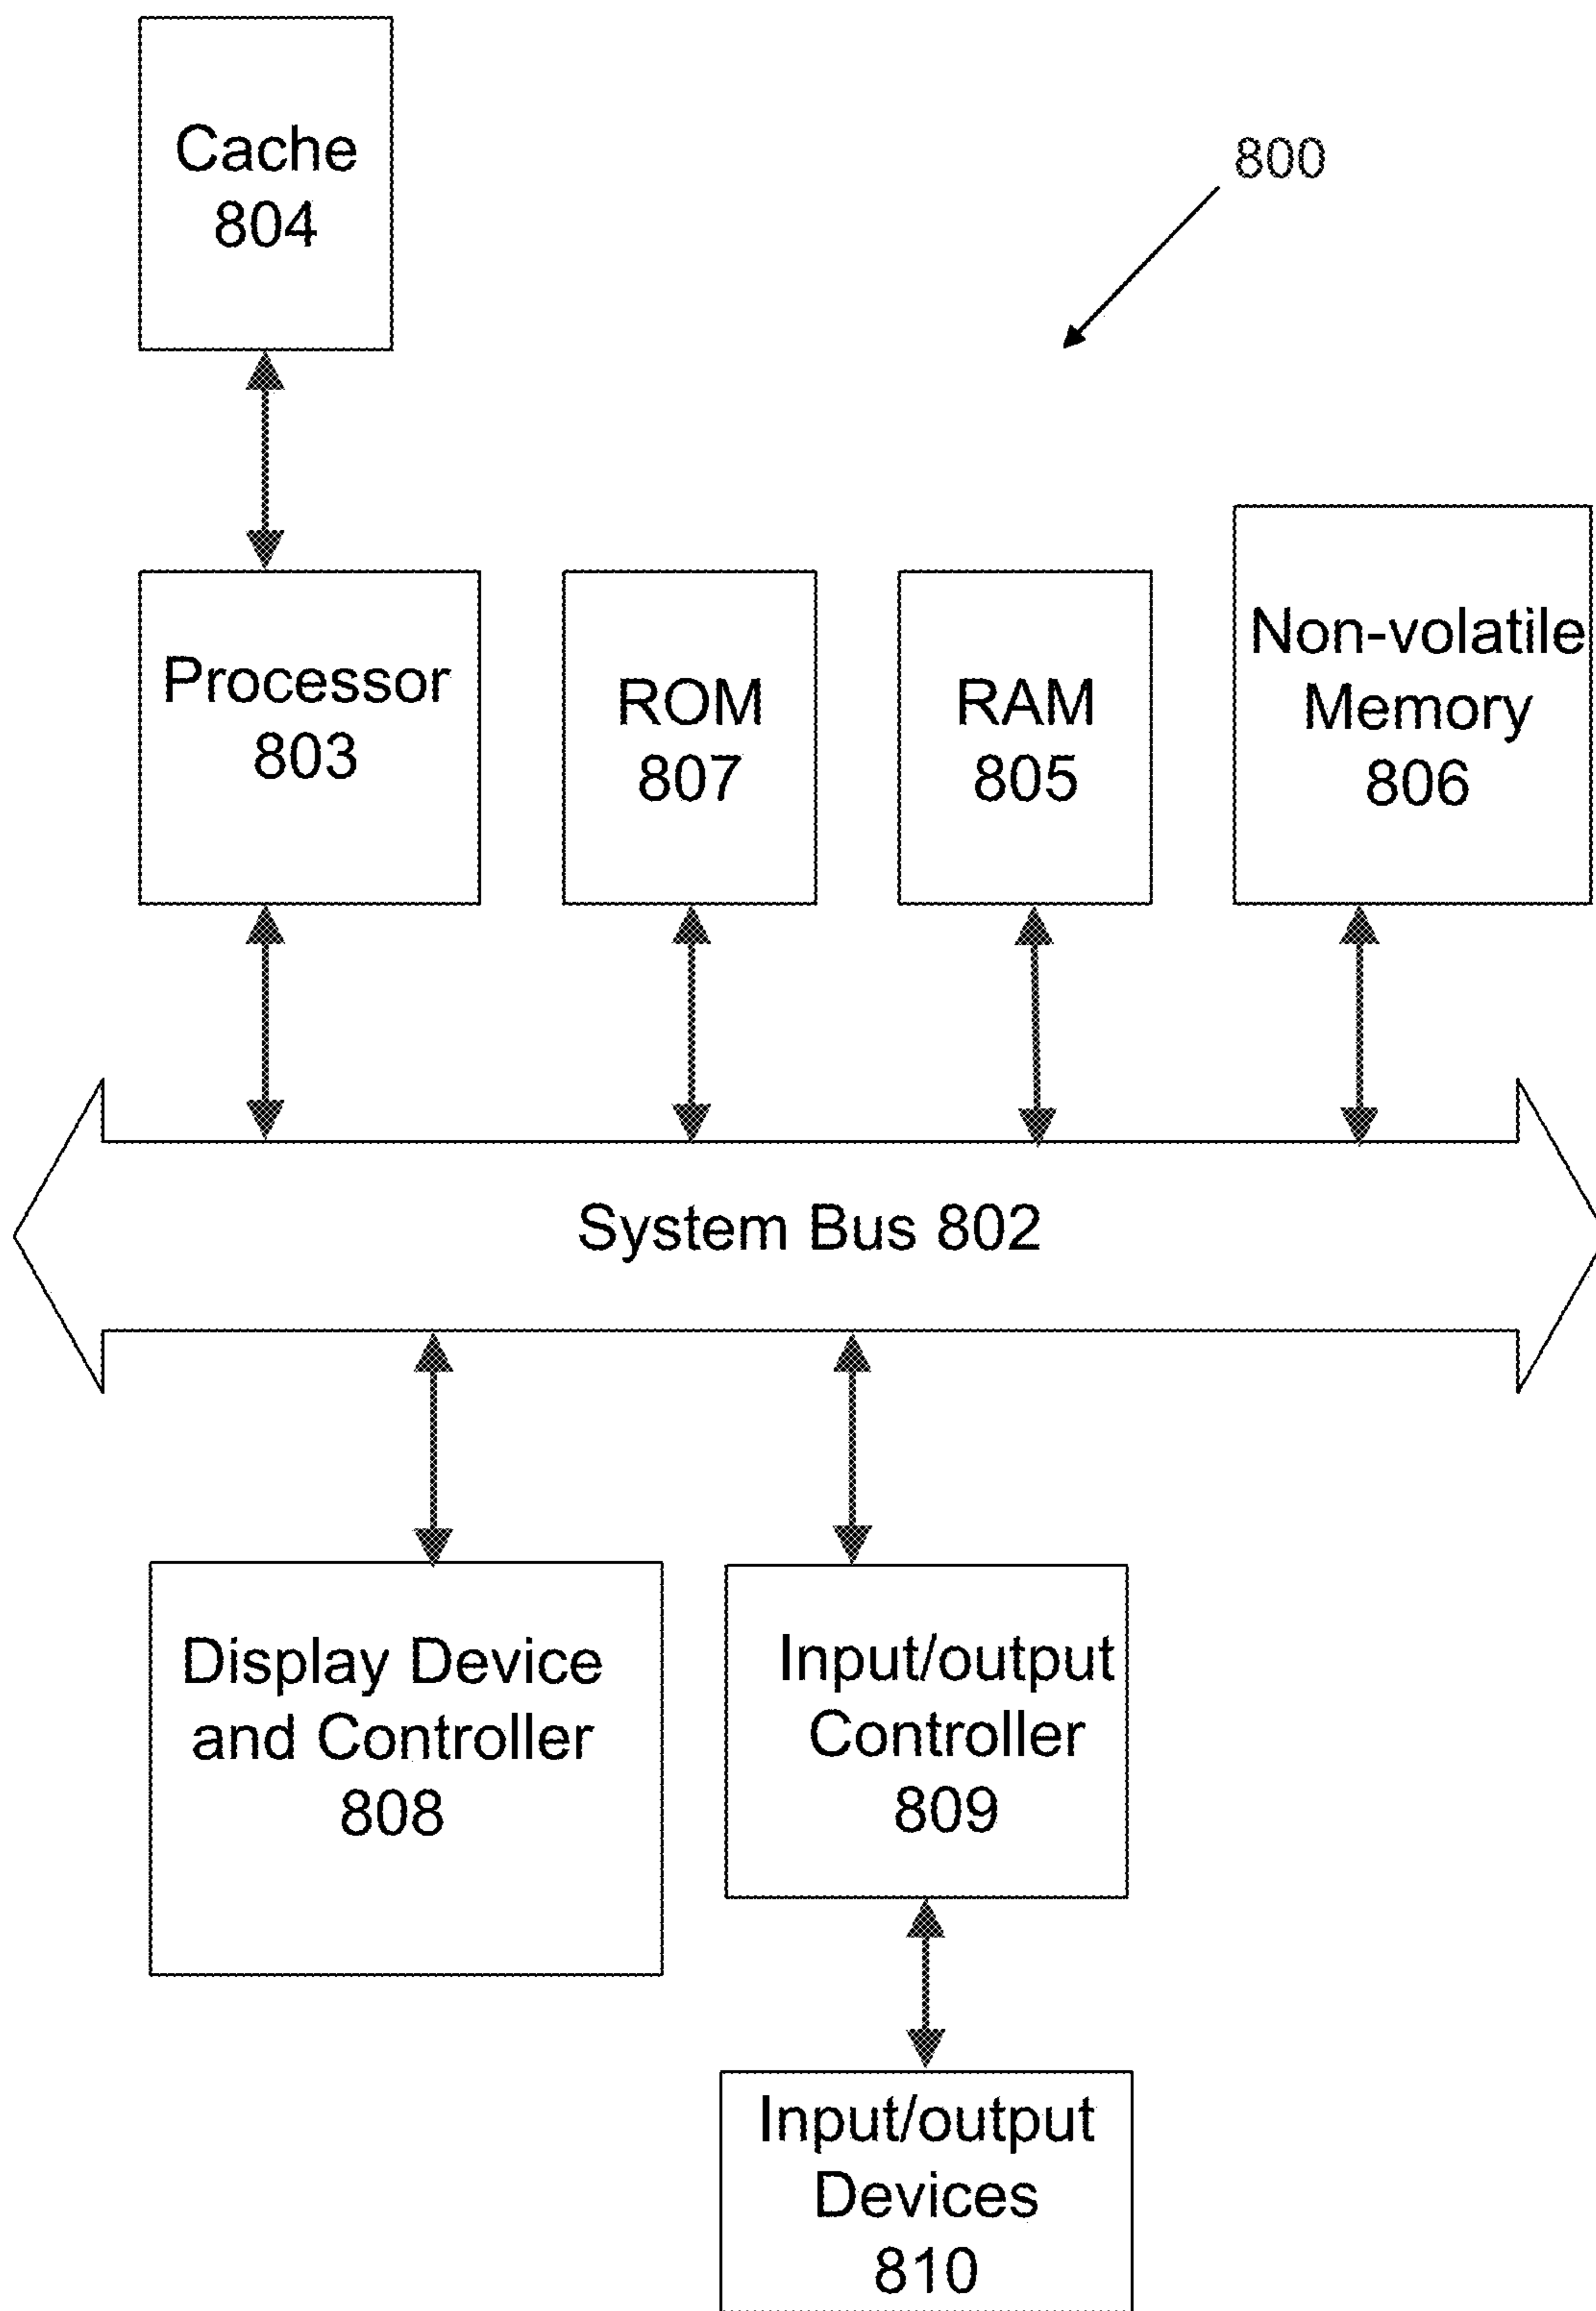 Cache
804
800
Processor
803
ROM
807
RAM
805
Non-volatile
Memory
806
System Bus 802
Display Device
and Controller
808
Input/output
Controller
809
Input/output
Devices
810